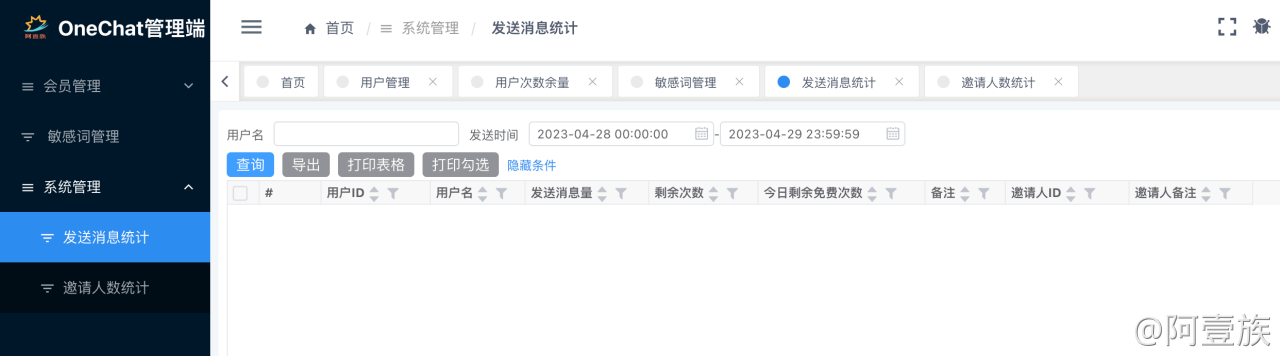 阿壹族
OneChat管理端
首页 / 系统管理 / 发送消息统计
会员管理
敏感词管理
系统管理
发送消息统计
邀请人数统计
首页 用户管理 用户次数余量 敏感词管理 发送消息统计 邀请人数统计
用户名 发送时间 2023-04-28 00:00:00 - 2023-04-29 23:59:59
查询 导出 打印表格 打印勾选 隐藏条件
# 用户ID 用户名 发送消息量 剩余次数 今日剩余免费次数 备注 邀请人ID 邀请人备注
@阿壹族